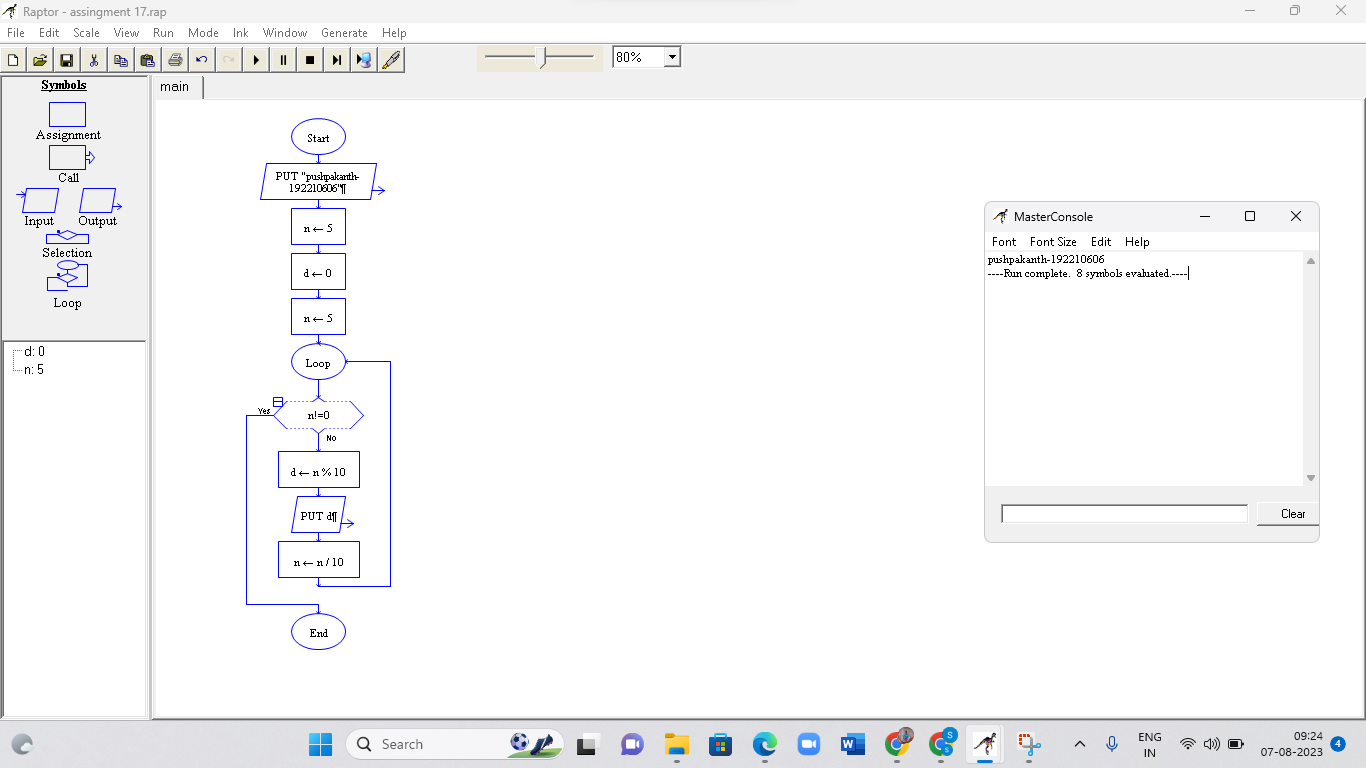 Raptor - assingment 17.rap
File Edit Scale View Run Mode Ink Window Generate Help
80%
Symbols
Assignment
Call
Input Output
Selection
Loop
d: 0
n: 5
main
Start
PUT "pushpakanth-
192210606"¶
n ← 5
d ← 0
n ← 5
Loop
Yes
n!=0
No
d ← n % 10
PUT d¶
n ← n / 10
End
MasterConsole
Font Font Size Edit Help
pushpakanth-192210606
----Run complete. 8 symbols evaluated.----
Clear
Search
S
S
ENG
IN
09:24
07-08-2023
4